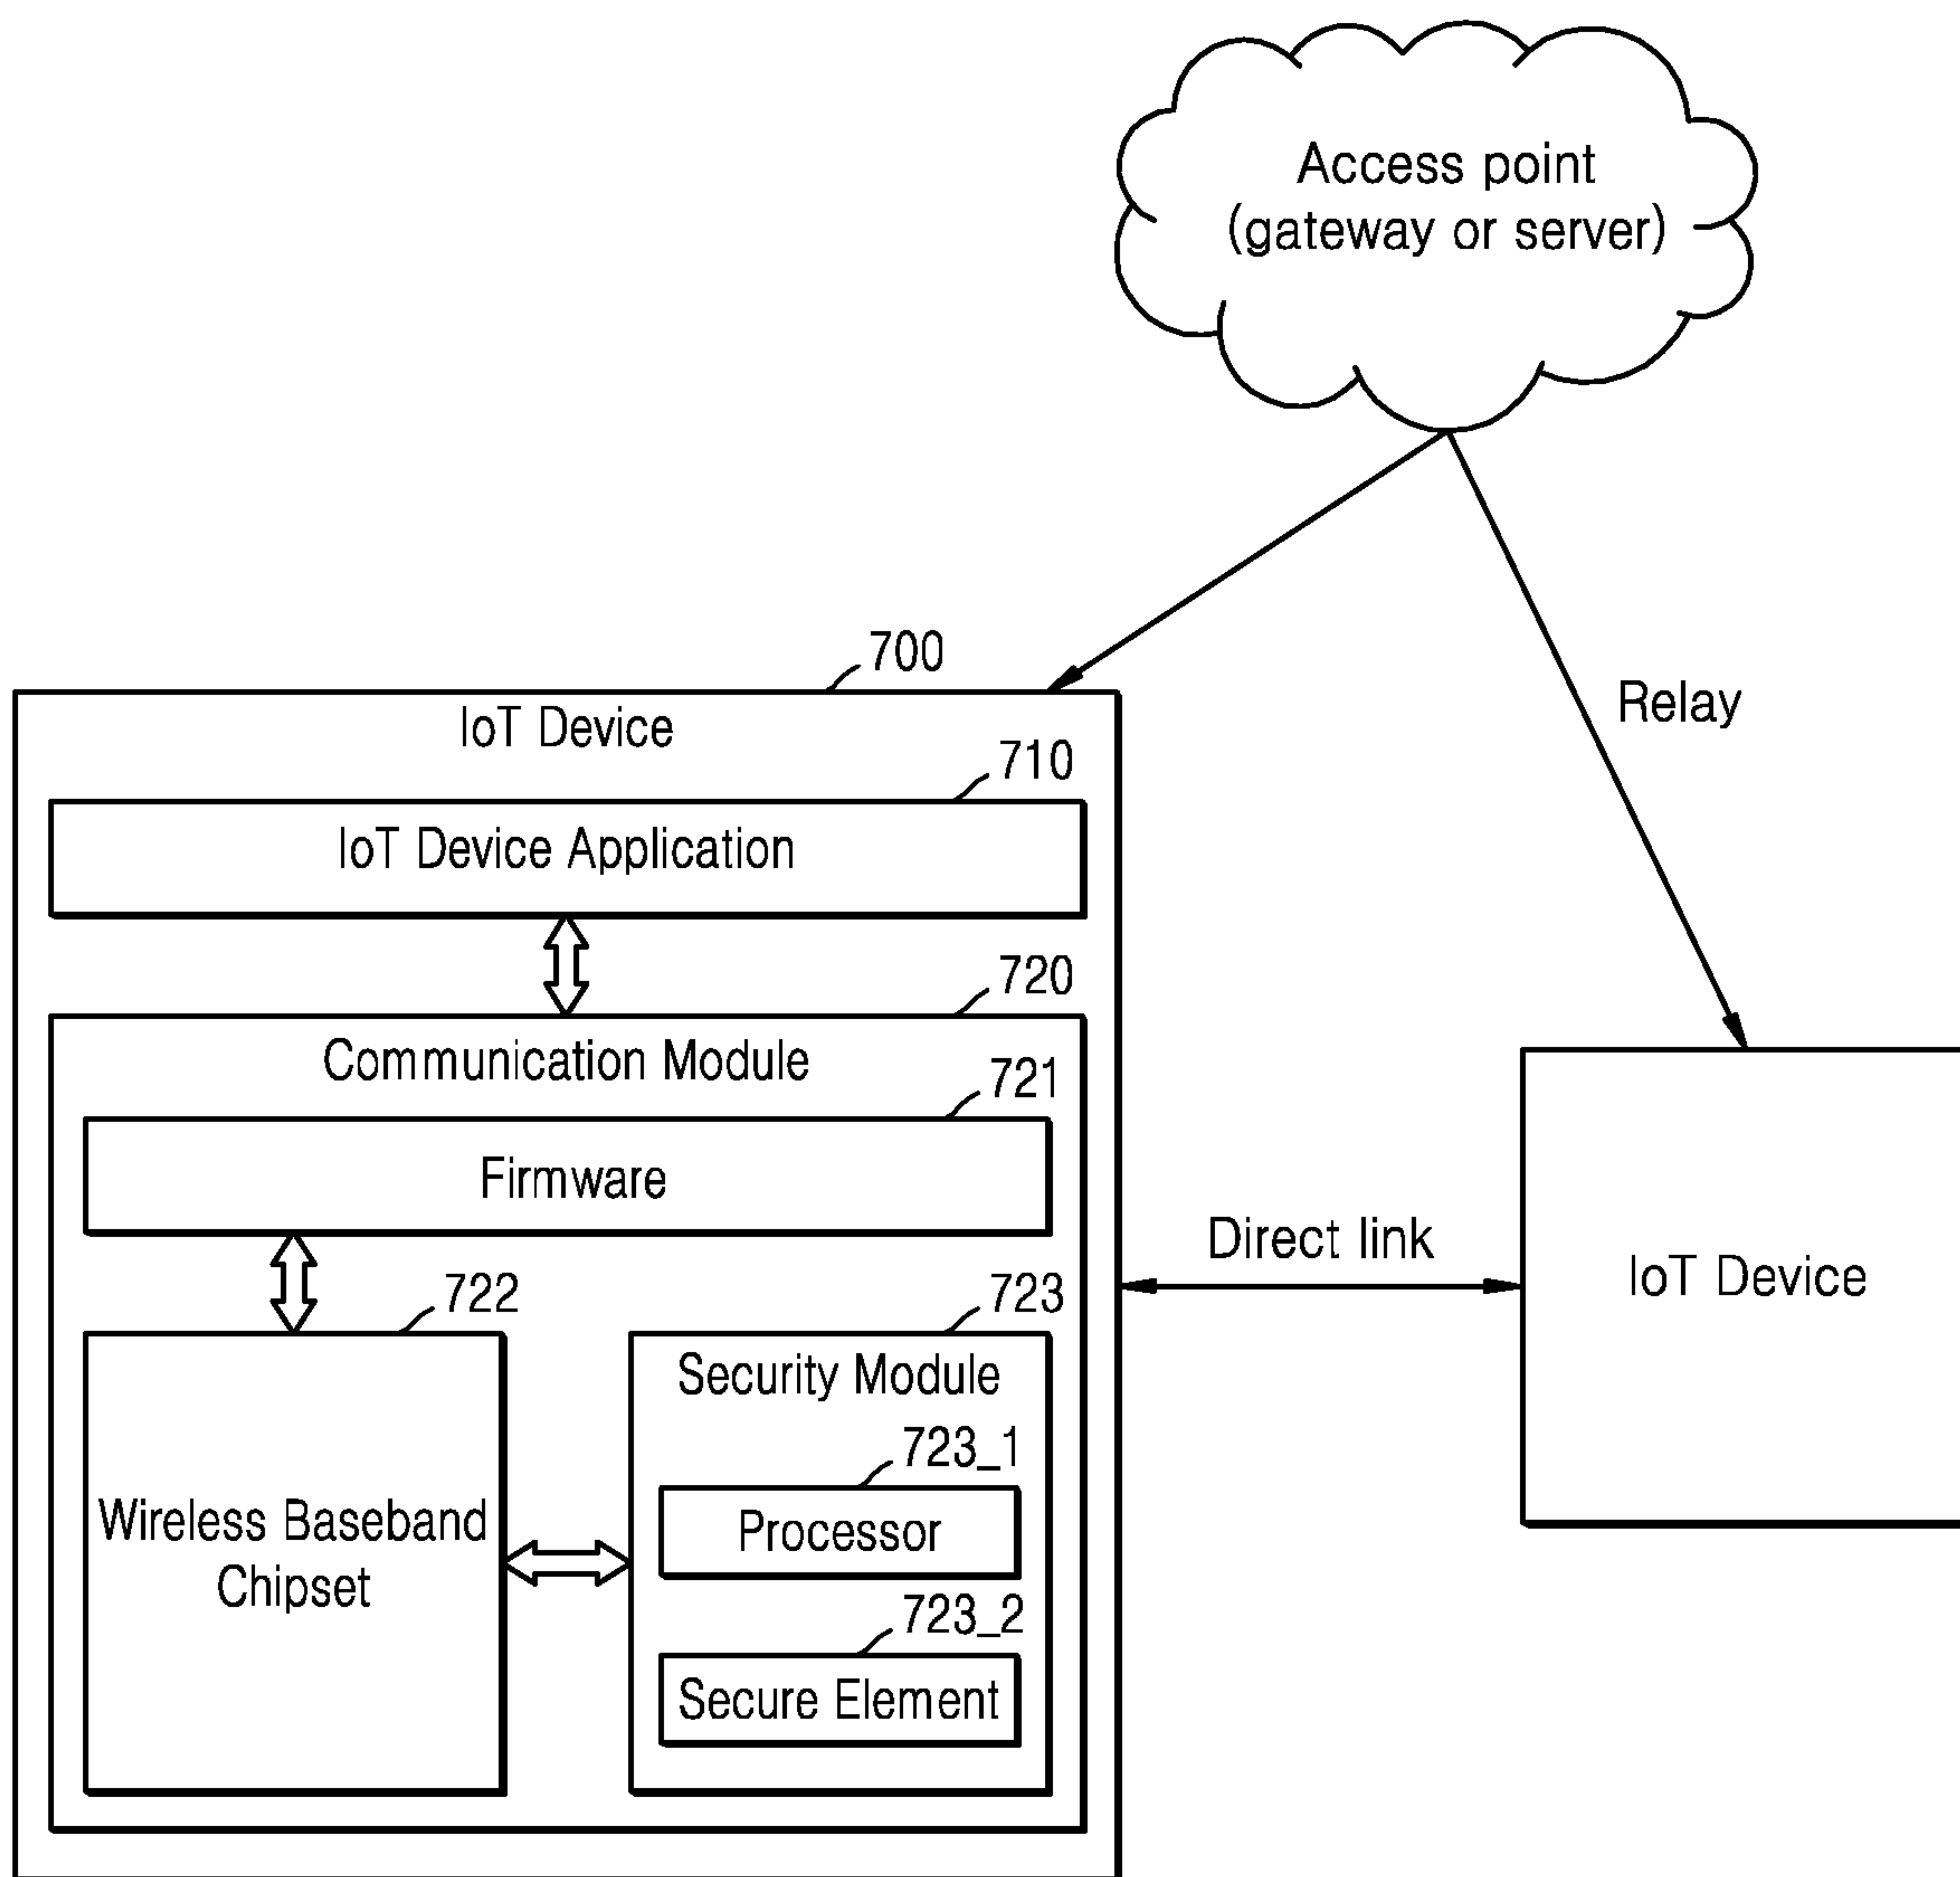 Access point
(gateway or server)
700
Relay
IoT Device
710
IoT Device Application
720
Communication Module
721
Firmware
Direct link
IoT Device
722
723
Security Module
723_1
Wireless Baseband
Chipset
Processor
723_2
Secure Element